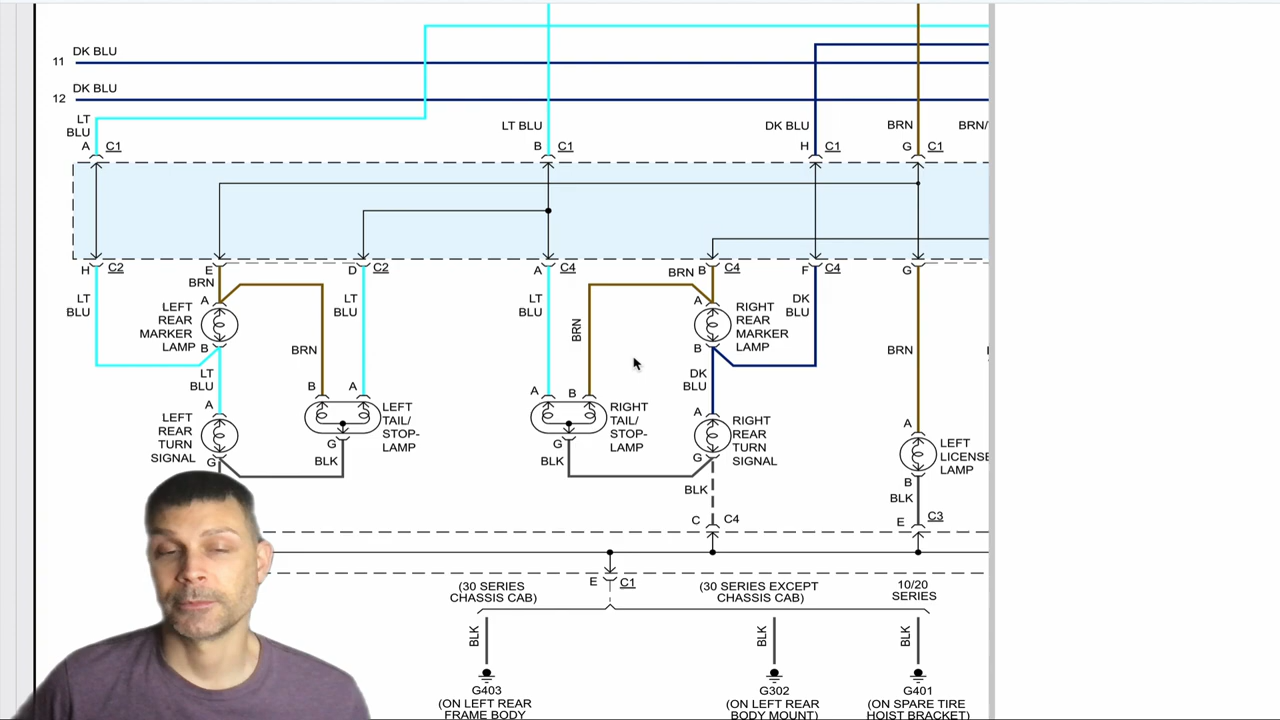 11 DK BLU
12 DK BLU
LT
BLU
A C1
LT BLU
B C1
DK BLU
H C1
BRN
G C1
BRN/
H C2
E
D C2
A C4
B C4
F C4
G
LT
BLU
BRN
A
LEFT
REAR
MARKER
LAMP
B
LT
BLU
BRN
LT
BLU
BRN
BRN
A
RIGHT
REAR
MARKER
LAMP
B
DK
BLU
DK
BLU
BRN
LT
BLU
A
LEFT
REAR
TURN
SIGNAL
G
B A
LEFT
TAIL/
STOP-
LAMP
G
BLK
A B
RIGHT
TAIL/
STOP-
LAMP
G
BLK
A
RIGHT
REAR
TURN
SIGNAL
G
BLK
C C4
A
LEFT
LICENSE
LAMP
B
BLK
E C3
E C1
(30 SERIES
CHASSIS CAB)
(30 SERIES EXCEPT
CHASSIS CAB)
10/20
SERIES
BLK
BLK
BLK
G403
(ON LEFT REAR
FRAME BODY
G302
(ON LEFT REAR
BODY MOUNT)
G401
(ON SPARE TIRE
HOIST BRACKET)